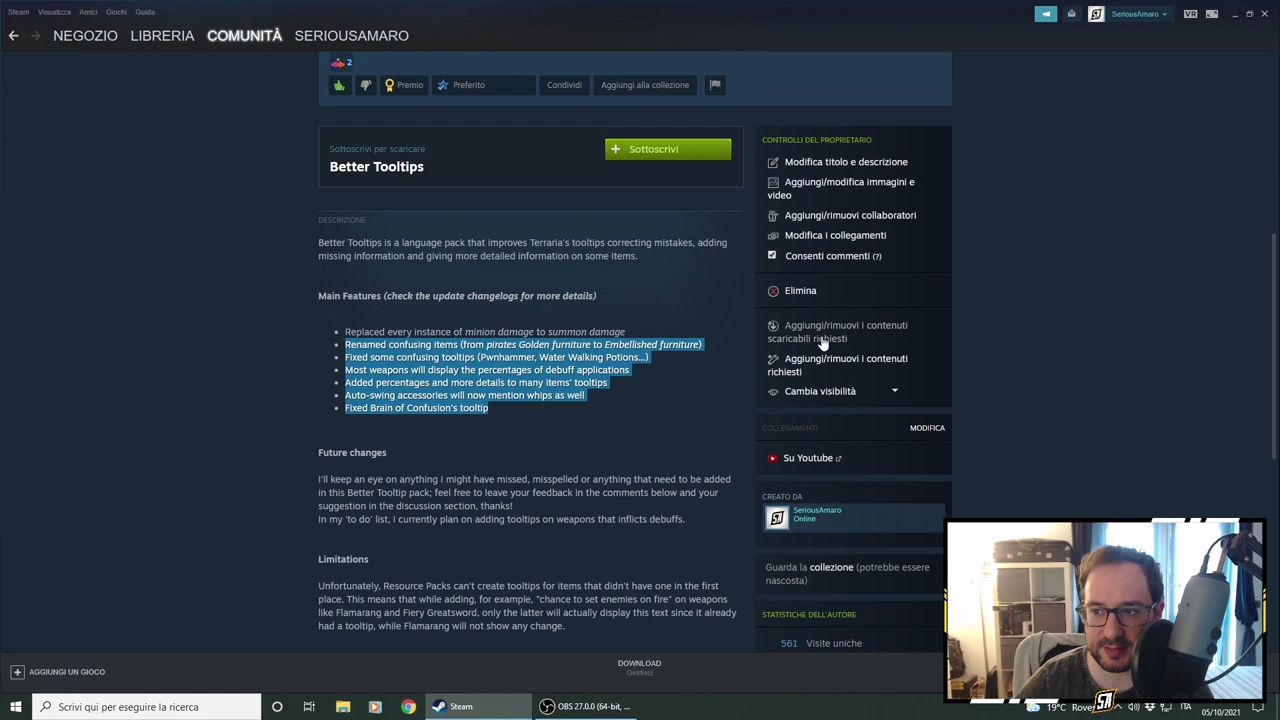 Steam Visualizza Amici Giochi Guida
SeriousAmaro
VR
NEGOZIO LIBRERIA COMUNITÀ SERIOUSAMARO
2
Premio Preferito Condividi Aggiungi alla collezione
Sottoscrivi per scaricare
Better Tooltips
Sottoscrivi
DESCRIZIONE
Better Tooltips is a language pack that improves Terraria's tooltips correcting mistakes, adding
missing information and giving more detailed information on some items.
Main Features (check the update changelogs for more details)
Replaced every instance of minion damage to summon damage
Renamed confusing items (from pirates Golden furniture to Embellished furniture)
Fixed some confusing tooltips (Pwnhammer, Water Walking Potions...)
Most weapons will display the percentages of debuff applications
Added percentages and more details to many items' tooltips
Auto-swing accessories will now mention whips as well
Fixed Brain of Confusion's tooltip
Future changes
I'll keep an eye on anything I might have missed, misspelled or anything that need to be added
in this Better Tooltip pack; feel free to leave your feedback in the comments below and your
suggestion in the discussion section, thanks!
In my 'to do' list, I currently plan on adding tooltips on weapons that inflicts debuffs.
Limitations
Unfortunately, Resource Packs can't create tooltips for items that didn't have one in the first
place. This means that while adding, for example, "chance to set enemies on fire" on weapons
like Flamarang and Fiery Greatsword, only the latter will actually display this text since it already
had a tooltip, while Flamarang will not show any change.
CONTROLLI DEL PROPRIETARIO
Modifica titolo e descrizione
Aggiungi/modifica immagini e
video
Aggiungi/rimuovi collaboratori
Modifica i collegamenti
Consenti commenti (?)
Elimina
Aggiungi/rimuovi i contenuti
scaricabili richiesti
Aggiungi/rimuovi i contenuti
richiesti
Cambia visibilità
COLLEGAMENTI MODIFICA
Su Youtube
CREATO DA
SeriousAmaro
Online
Guarda la collezione (potrebbe essere
nascosta)
STATISTICHE DELL'AUTORE
561 Visite uniche
AGGIUNGI UN GIOCO
DOWNLOAD
Gestisci
Scrivi qui per eseguire la ricerca
Steam
OBS 27.0.0 (64-bit, ...
19°C
ITA
05/10/2021